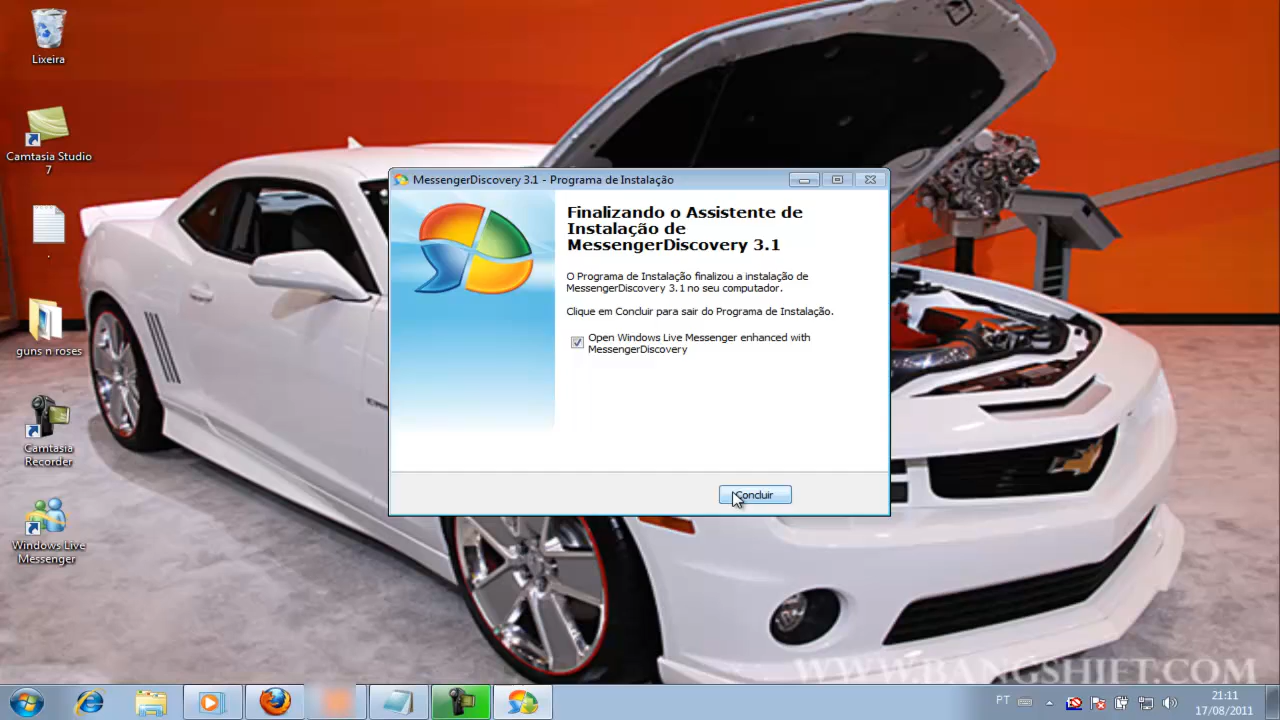 Lixeira
Camtasia Studio
7
.
guns n roses
Camtasia
Recorder
Windows Live
Messenger
MessengerDiscovery 3.1 - Programa de Instalação
Finalizando o Assistente de
Instalação de
MessengerDiscovery 3.1
O Programa de Instalação finalizou a instalação de
MessengerDiscovery 3.1 no seu computador.
Clique em Concluir para sair do Programa de Instalação.
Open Windows Live Messenger enhanced with
MessengerDiscovery
Concluir
WWW.BANGSHIFT.COM
PT
21:11
17/08/2011